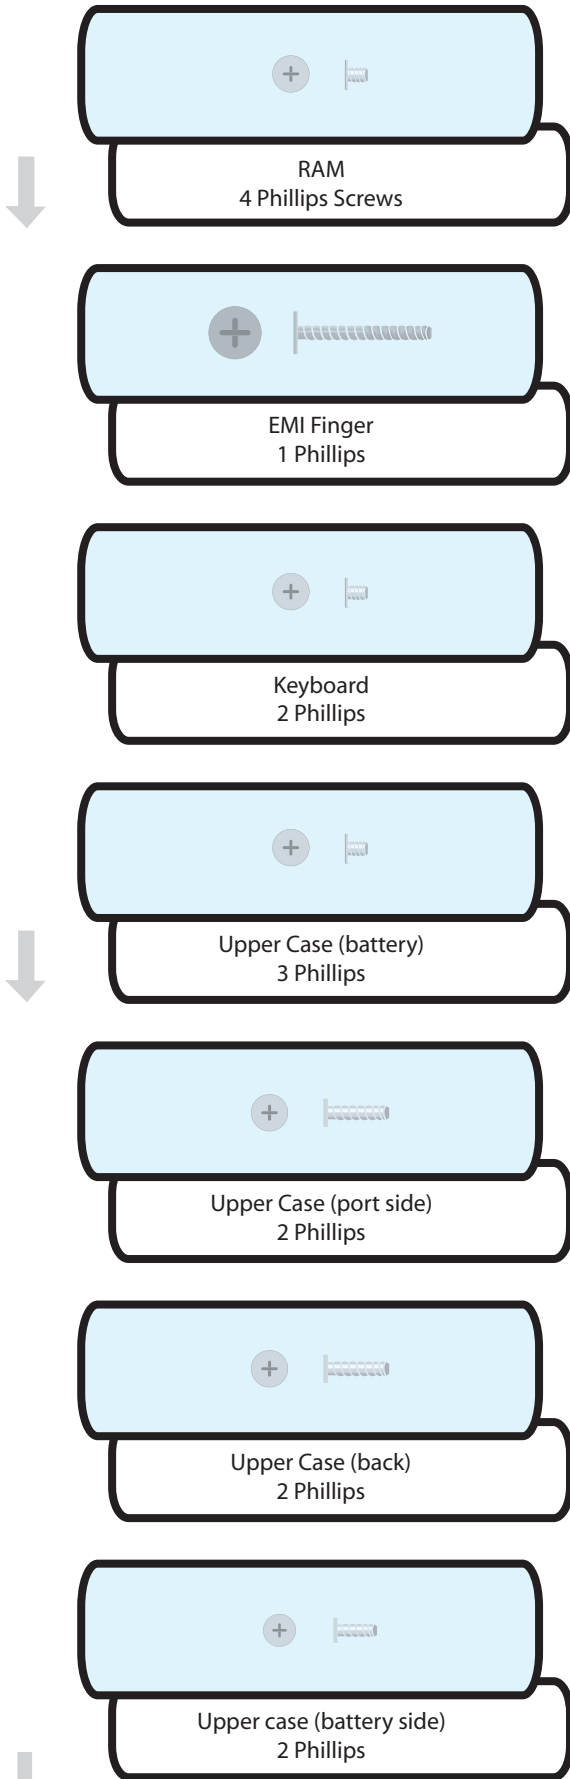 RAM
4 Phillips Screws
EMI Finger
1 Phillips
Keyboard
2 Phillips
Upper Case (battery)
3 Phillips
Upper Case (port side)
2 Phillips
Upper Case (back)
2 Phillips
Upper case (battery side)
2 Phillips